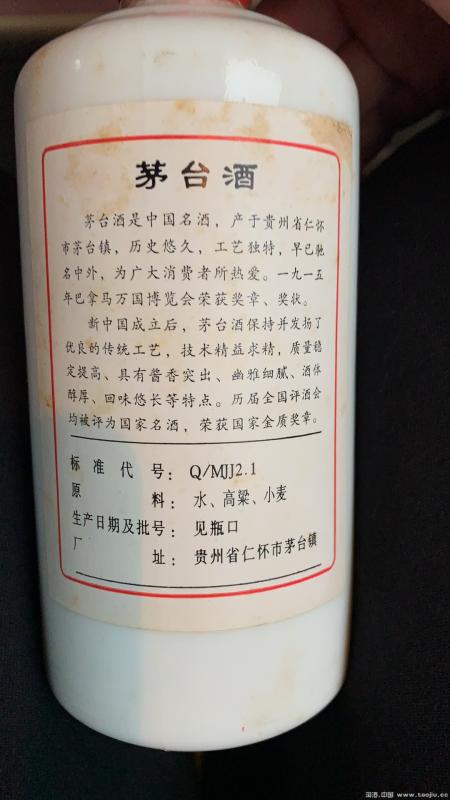 茅台酒
茅台酒是中国名酒，产于贵州省仁怀
市茅台镇，历史悠久，工艺独特，早已驰
名中外，为广大消费者所热爱。一九一五
年巴拿马万国博览会荣获奖章、奖状。
新中国成立后，茅台酒保持并发扬了
优良的传统工艺，技术精益求精，质量稳
定提高、具有酱香突出、幽雅细腻、酒体
醇厚、回味悠长等特点。历届全国评酒会
均被评为国家名酒，荣获国家金质奖章。
标准代号：Q/MJJ2.1
原料：水、高粱、小麦
生产日期及批号：见瓶口
厂址：贵州省仁怀市茅台镇
淘酒.中国 www.taojiu.cc